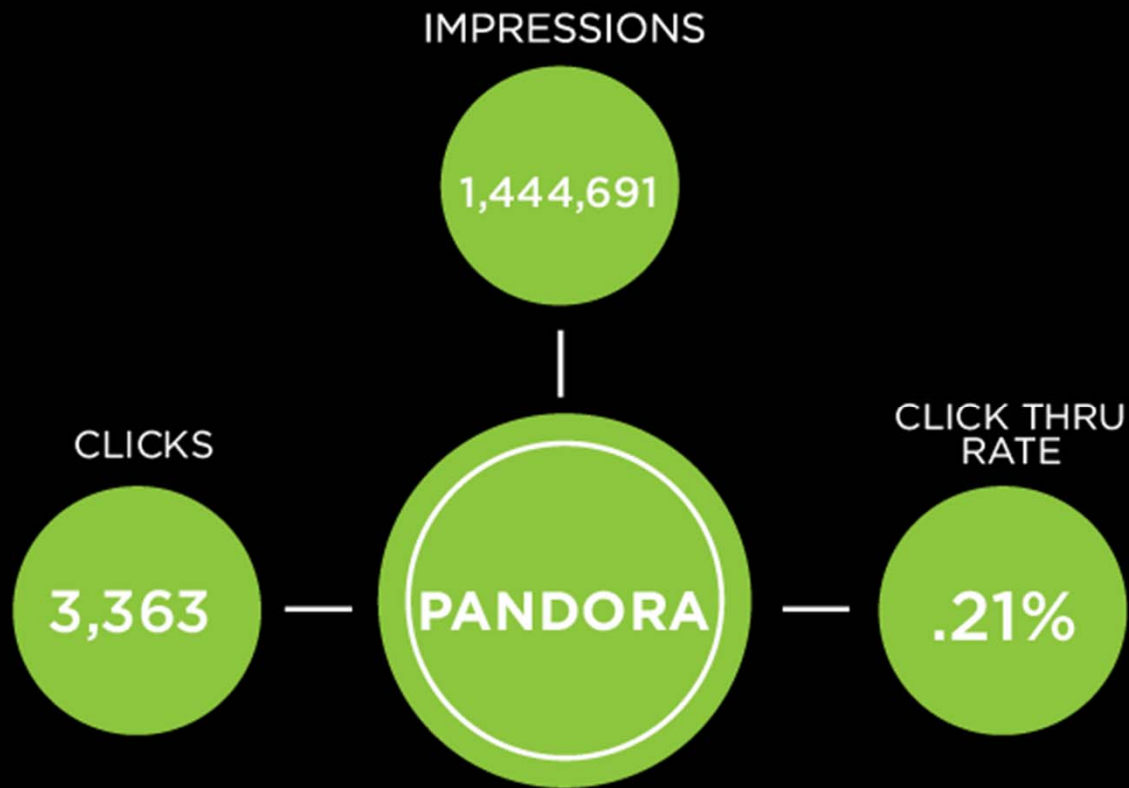 IMPRESSIONS
1,444,691
CLICKS
3,363
PANDORA
CLICK THRU
RATE
.21%